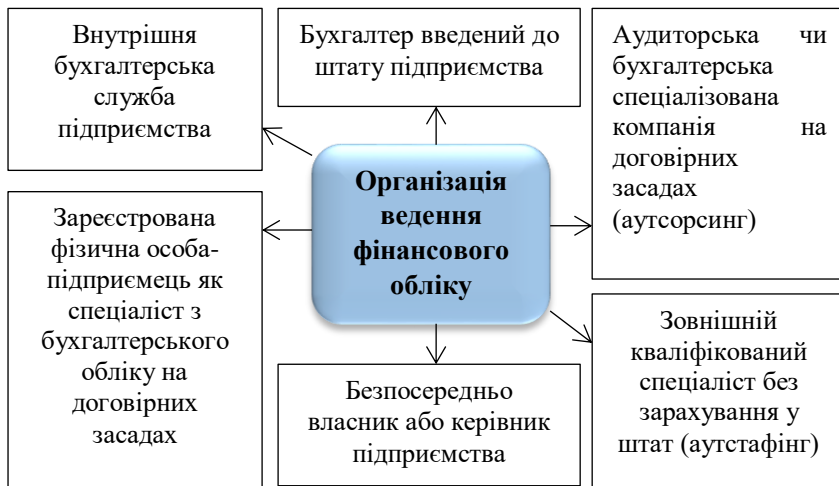 Внутрішня
бухгалтерська
служба
підприємства
Бухгалтер введений до
штату підприємства
Аудиторська чи
бухгалтерська
спеціалізована
компанія на
договірних
засадах
(аутсорсинг)
Організація
ведення
фінансового
обліку
Зареєстрована
фізична особа-
підприємець як
спеціаліст з
бухгалтерського
обліку на
договірних
засадах
Безпосередньо
власник або керівник
підприємства
Зовнішній
кваліфікований
спеціаліст без
зарахування у
штат (аутстафінг)